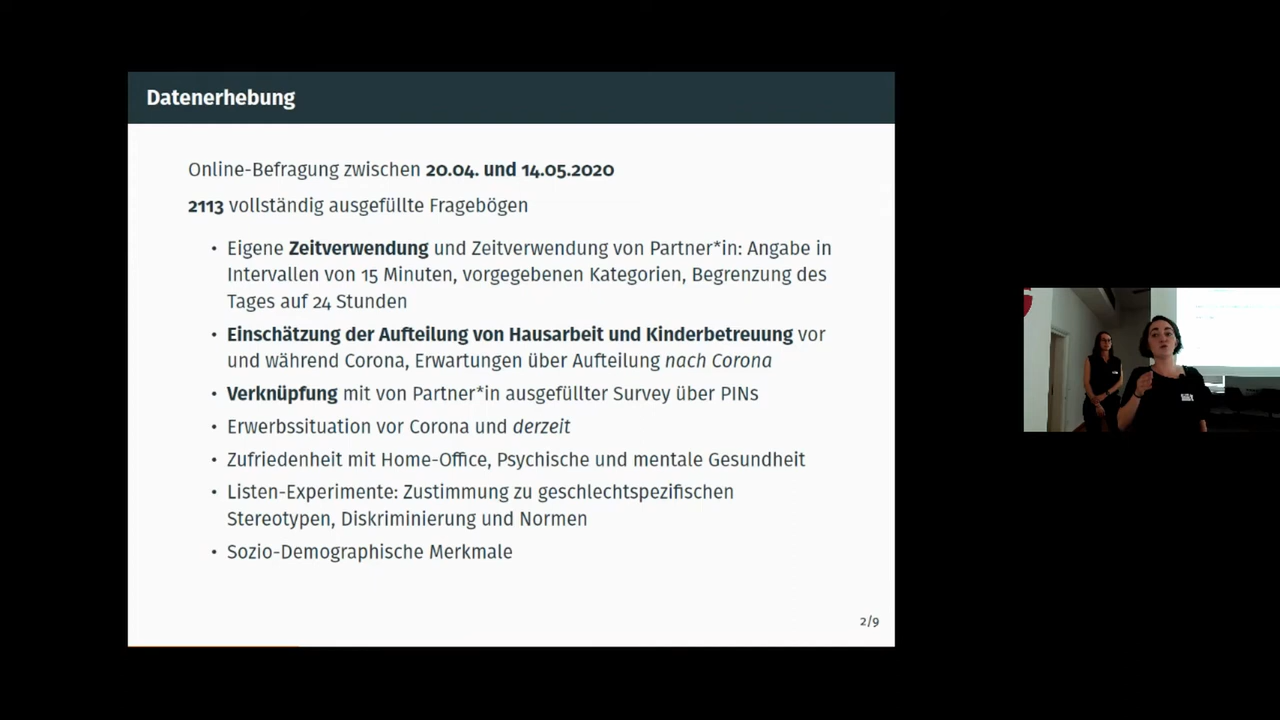 Datenerhebung
Online-Befragung zwischen 20.04. und 14.05.2020
2113 vollständig ausgefüllte Fragebögen
• Eigene Zeitverwendung und Zeitverwendung von Partner*in: Angabe in
Intervallen von 15 Minuten, vorgegebenen Kategorien, Begrenzung des
Tages auf 24 Stunden
• Einschätzung der Aufteilung von Hausarbeit und Kinderbetreuung vor
und während Corona, Erwartungen über Aufteilung nach Corona
• Verknüpfung mit von Partner*in ausgefüllter Survey über PINs
• Erwerbssituation vor Corona und derzeit
• Zufriedenheit mit Home-Office, Psychische und mentale Gesundheit
• Listen-Experimente: Zustimmung zu geschlechtspezifischen
Stereotypen, Diskriminierung und Normen
• Sozio-Demographische Merkmale
2/9